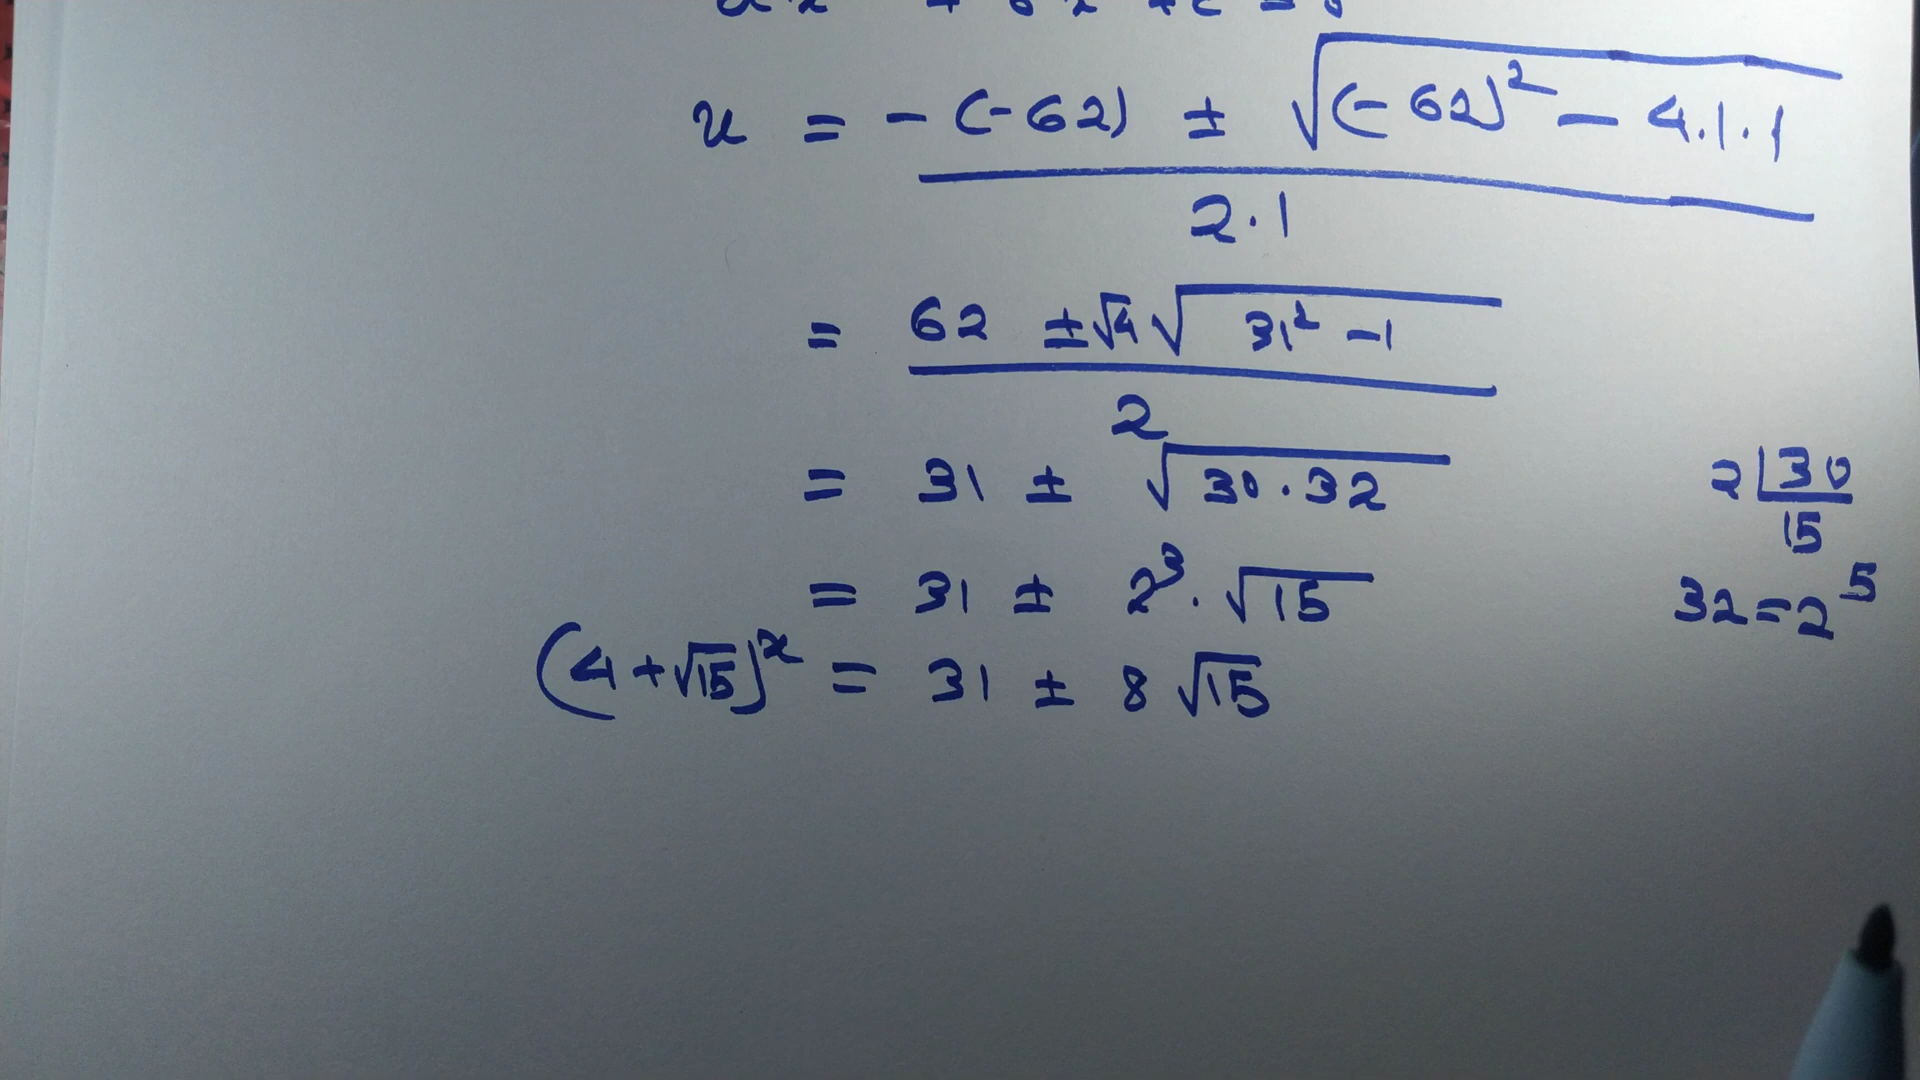 u = -(-62) ± √(-62)² - 4.1.1
2.1
= 62 ± √4 √31² - 1
2
= 31 ± √30.32
2 30
15
= 31 ± 2³.√15
32=2⁵
(4+√15)ˣ = 31 ± 8√15